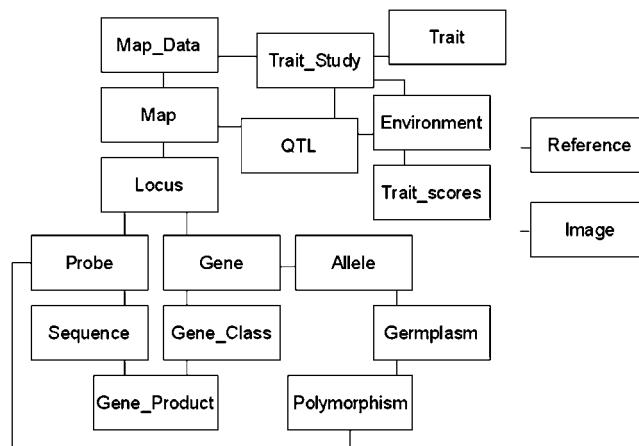 Trait
Map_Data
Trait_Study
Map
Environment
QTL
Reference
Locus
Trait_scores
Image
Probe
Gene
Allele
Sequence
Gene_Class
Germplasm
Gene_Product
Polymorphism